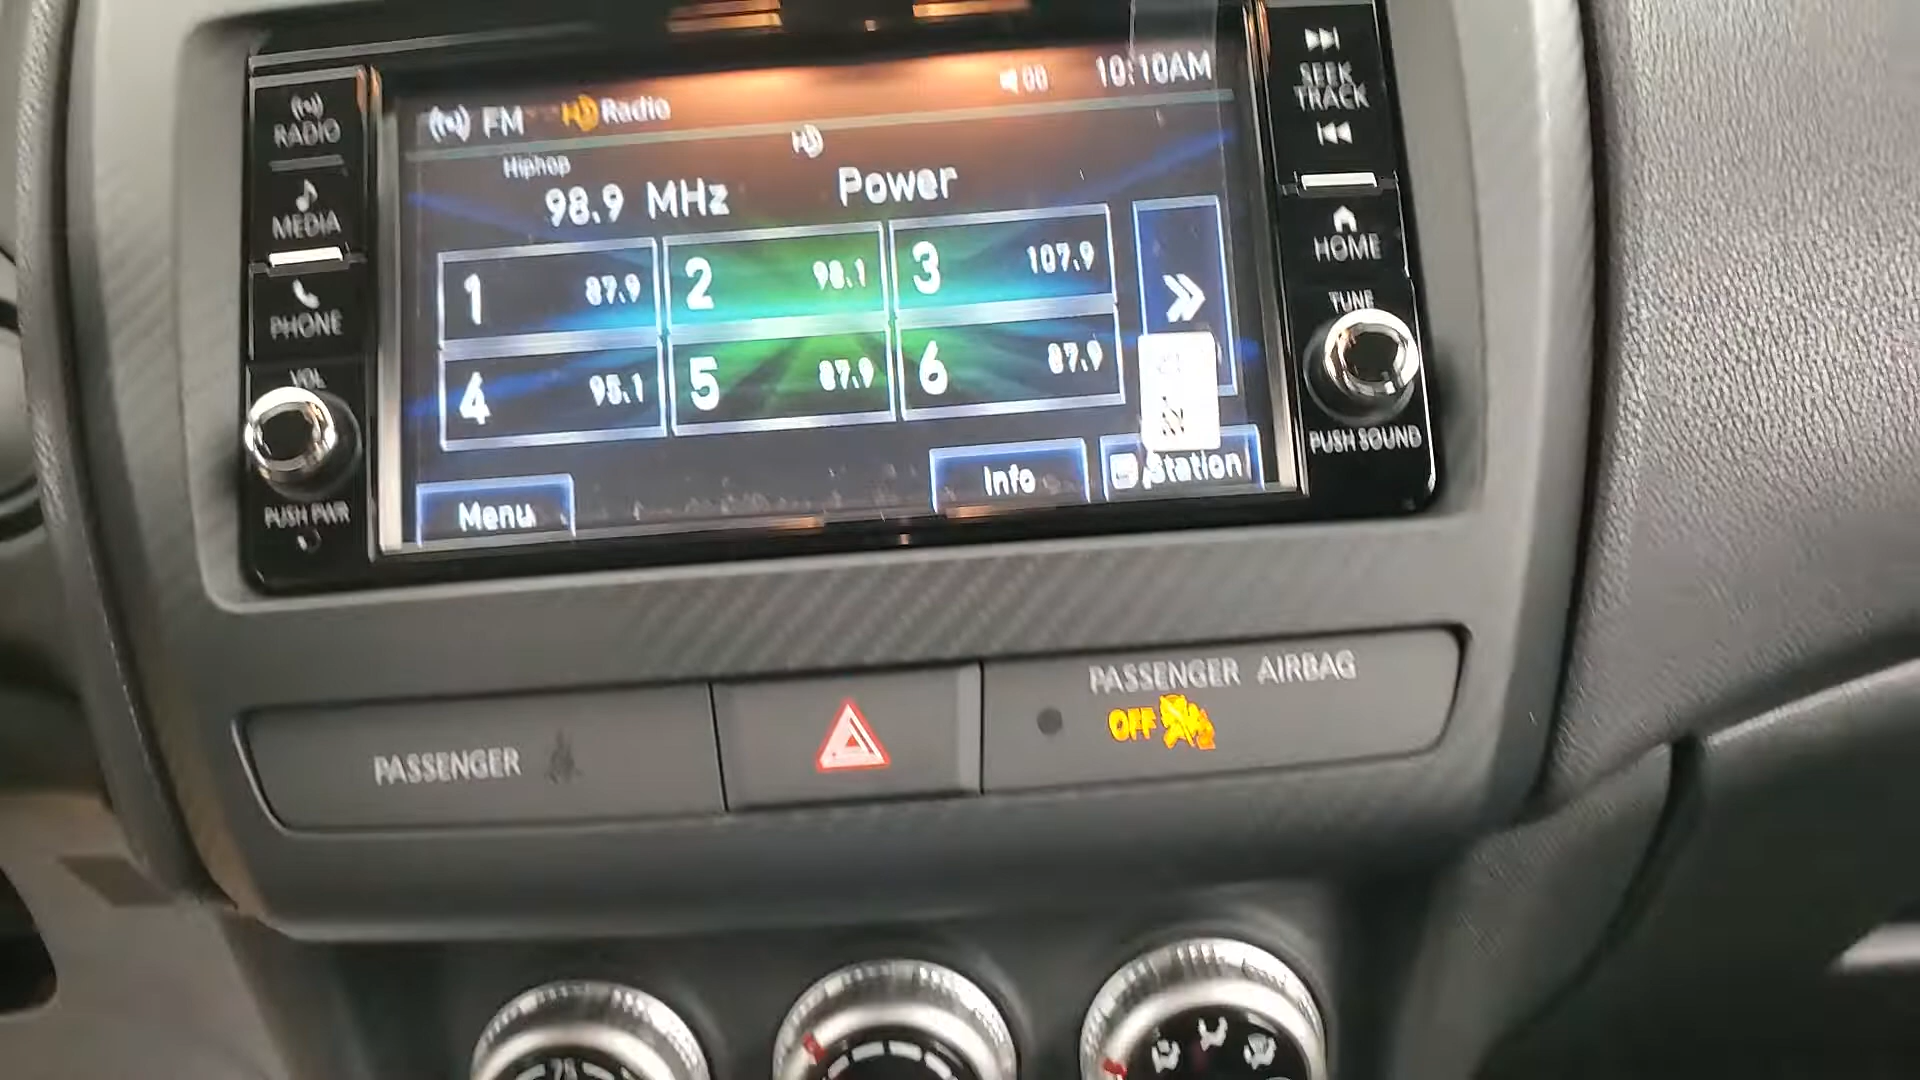 RADIO
MEDIA
PHONE
VOL
PUSH PWR
FM HD Radio
00 10:10AM
HD
Hiphop
98.9 MHz Power
1 87.9
2 98.1
3 107.9
4 95.1
5 87.9
6 87.9
Menu
Info
Station
SEEK
TRACK
HOME
TUNE
PUSH SOUND
PASSENGER
PASSENGER AIRBAG
OFF